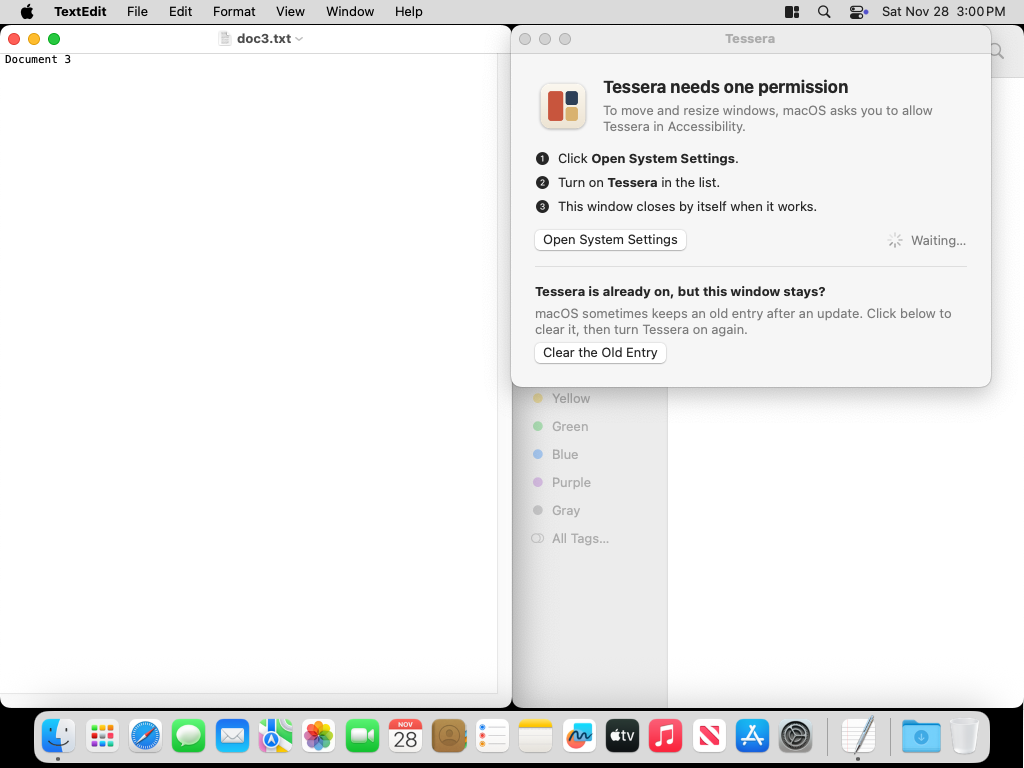 TextEdit File Edit Format View Window Help Sat Nov 28 3:00 PM
doc3.txt
Document 3
Tessera
Tessera needs one permission
To move and resize windows, macOS asks you to allow
Tessera in Accessibility.
1 Click Open System Settings.
2 Turn on Tessera in the list.
3 This window closes by itself when it works.
Open System Settings Waiting...
Tessera is already on, but this window stays?
macOS sometimes keeps an old entry after an update. Click below to
clear it, then turn Tessera on again.
Clear the Old Entry
Yellow
Green
Blue
Purple
Gray
All Tags...
NOV
28
tv